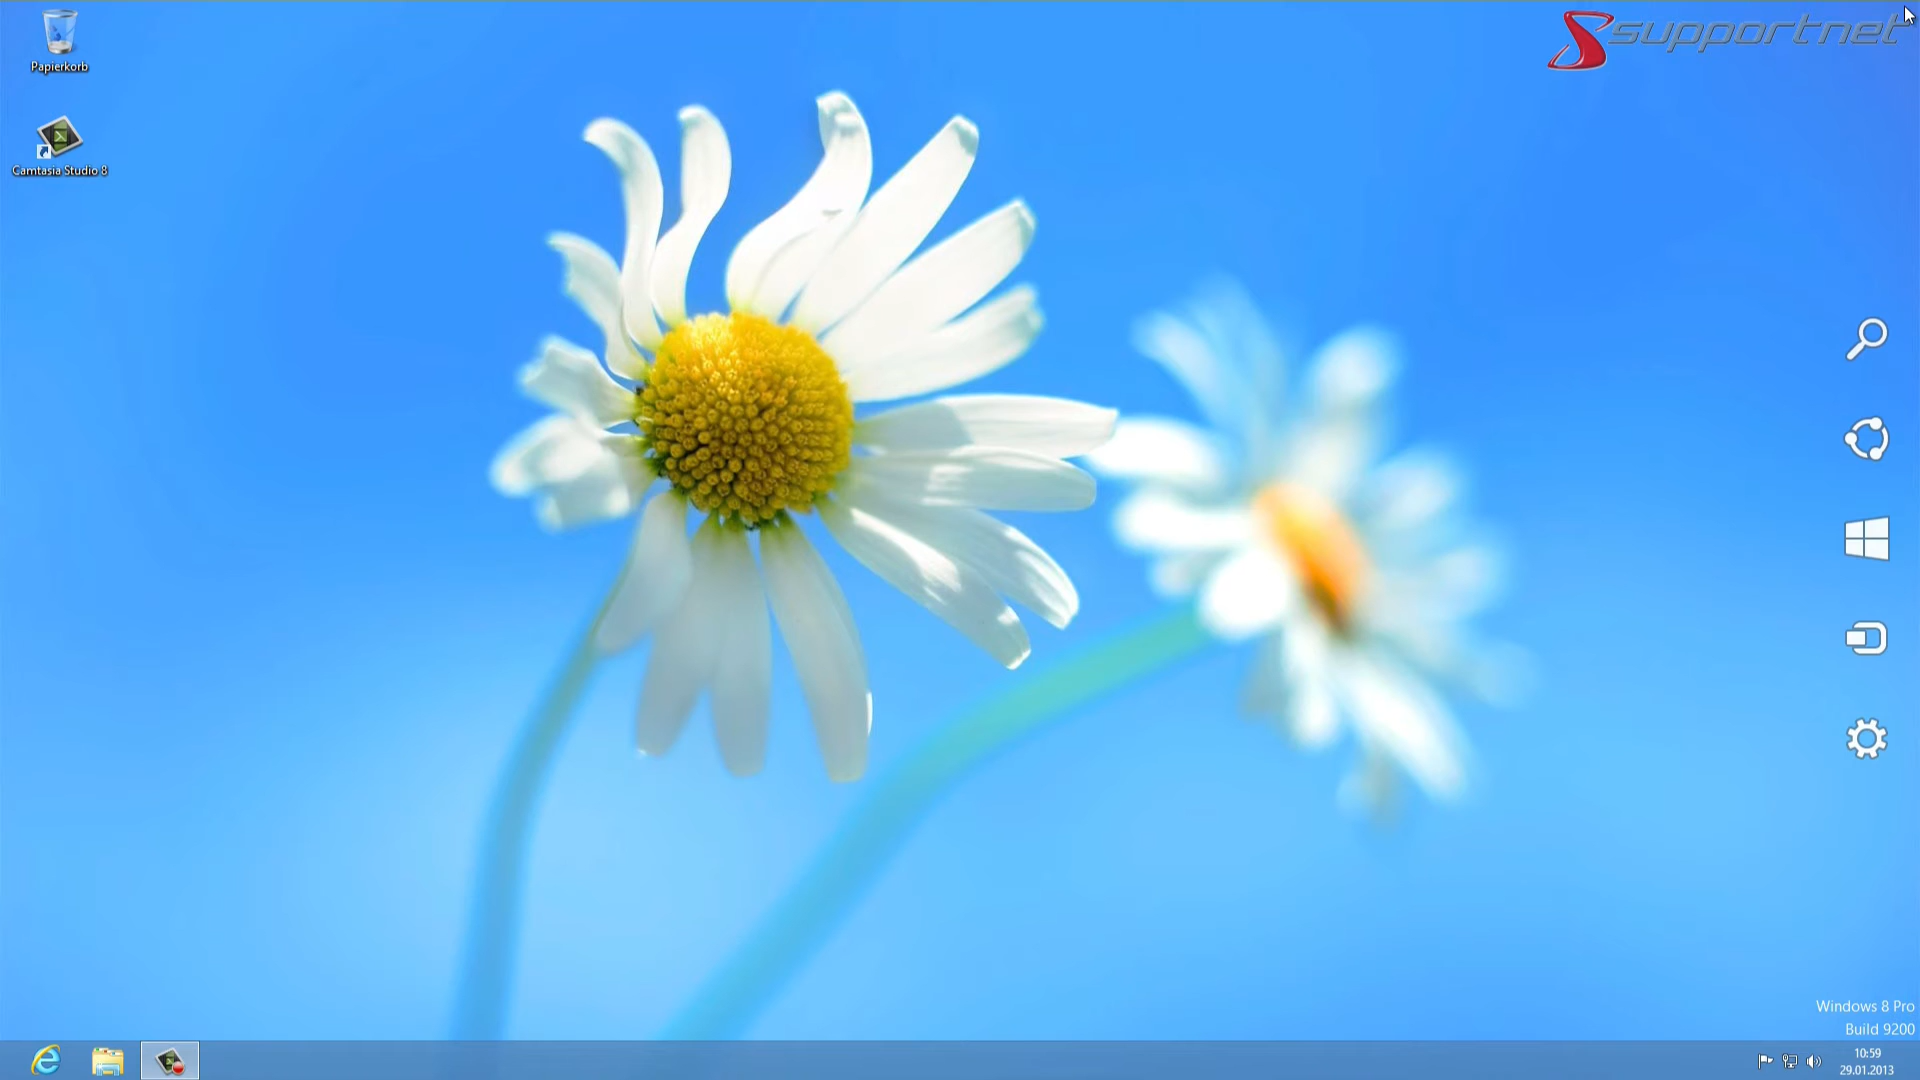 Papierkorb
Camtasia Studio 8
supportnet
Windows 8 Pro
Build 9200
10:59
29.01.2013